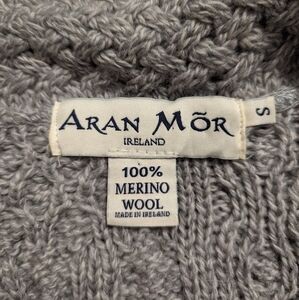 ARAN MÕR
IRELAND
S
100%
MERINO
WOOL
MADE IN IRELAND